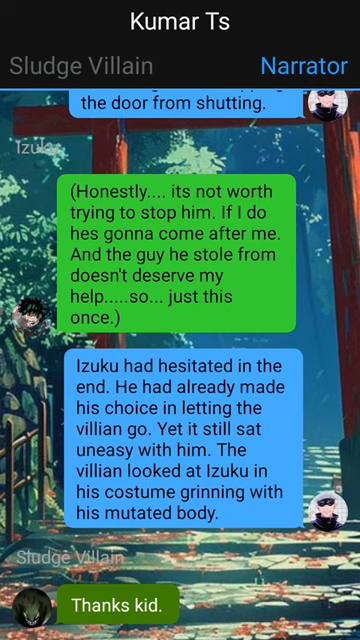 Kumar Ts
Sludge Villain
Narrator
the door from shutting.
Izuku
(Honestly.... its not worth
trying to stop him. If I do
hes gonna come after me.
And the guy he stole from
doesn't deserve my
help.....so... just this
once.)
Izuku had hesitated in the
end. He had already made
his choice in letting the
villian go. Yet it still sat
uneasy with him. The
villian looked at Izuku in
his costume grinning with
his mutated body.
Sludge Villain
Thanks kid.